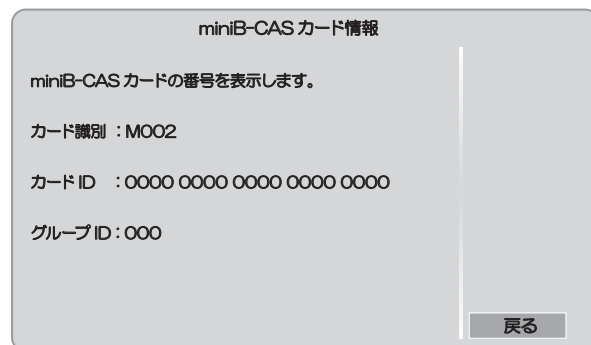 miniB-CAS カード情報
miniB-CAS カードの番号を表示します。
カード識別 : M002
カード ID : 0000 0000 0000 0000 0000
グループ ID : 000
戻る